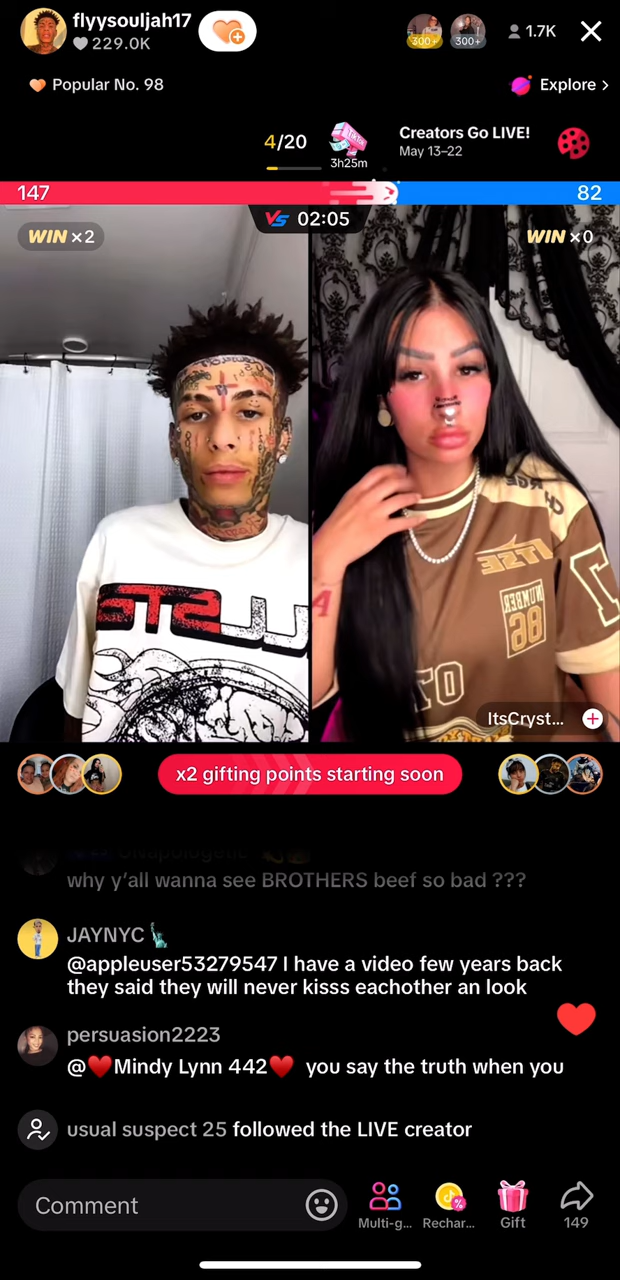 flyysouljah17
229.0K
300+
300+
1.7K
Popular No. 98
Explore >
4/20
3h25m
Creators Go LIVE!
May 13–22
147
82
VS 02:05
WIN ×2
WIN ×0
NUMBER
86
ItsCryst...
x2 gifting points starting soon
why y'all wanna see BROTHERS beef so bad ???
JAYNYC🗽
@appleuser53279547 I have a video few years back
they said they will never kisss eachother an look
persuasion2223
@❤️Mindy Lynn 442❤️ you say the truth when you
usual suspect 25 followed the LIVE creator
Comment
Multi-g...
Rechar...
Gift
149